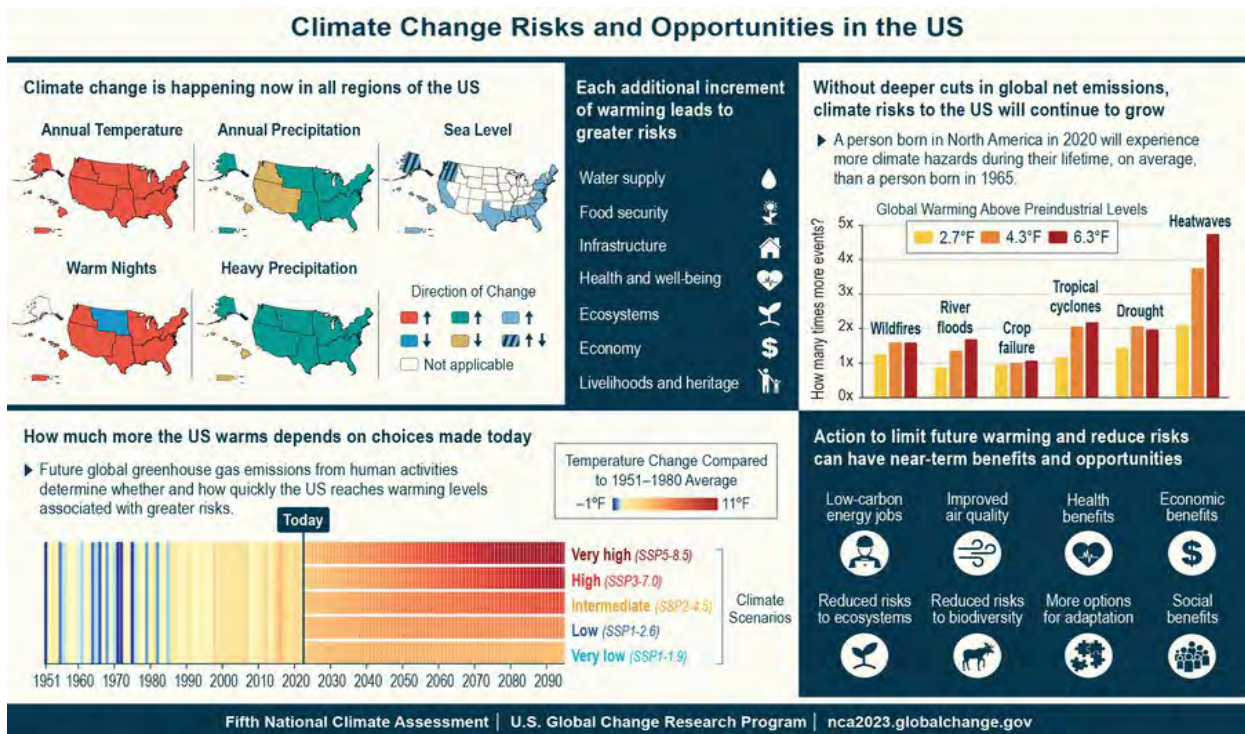 Climate Change Risks and Opportunities in the US
Climate change is happening now in all regions of the US
Annual Temperature
Annual Precipitation
Sea Level
Warm Nights
Heavy Precipitation
Direction of Change
Not applicable
Each additional increment
of warming leads to
greater risks
Water supply
Food security
Infrastructure
Health and well-being
Ecosystems
Economy
Livelihoods and heritage
Without deeper cuts in global net emissions,
climate risks to the US will continue to grow
A person born in North America in 2020 will experience
more climate hazards during their lifetime, on average,
than a person born in 1965.
Global Warming Above Preindustrial Levels
2.7°F 4.3°F 6.3°F
How many times more events?
5x
4x
3x
2x
1x
0x
Wildfires
River
floods
Crop
failure
Tropical
cyclones
Drought
Heatwaves
How much more the US warms depends on choices made today
Future global greenhouse gas emissions from human activities
determine whether and how quickly the US reaches warming levels
associated with greater risks.
Temperature Change Compared
to 1951–1980 Average
–1°F 11°F
Today
Very high (SSP5-8.5)
High (SSP3-7.0)
Intermediate (SSP2-4.5)
Low (SSP1-2.6)
Very low (SSP1-1.9)
Climate
Scenarios
1951 1960 1970 1980 1990 2000 2010 2020 2030 2040 2050 2060 2070 2080 2090
Action to limit future warming and reduce risks
can have near-term benefits and opportunities
Low-carbon
energy jobs
Improved
air quality
Health
benefits
Economic
benefits
$
Reduced risks
to ecosystems
Reduced risks
to biodiversity
More options
for adaptation
Social
benefits
Fifth National Climate Assessment | U.S. Global Change Research Program | nca2023.globalchange.gov